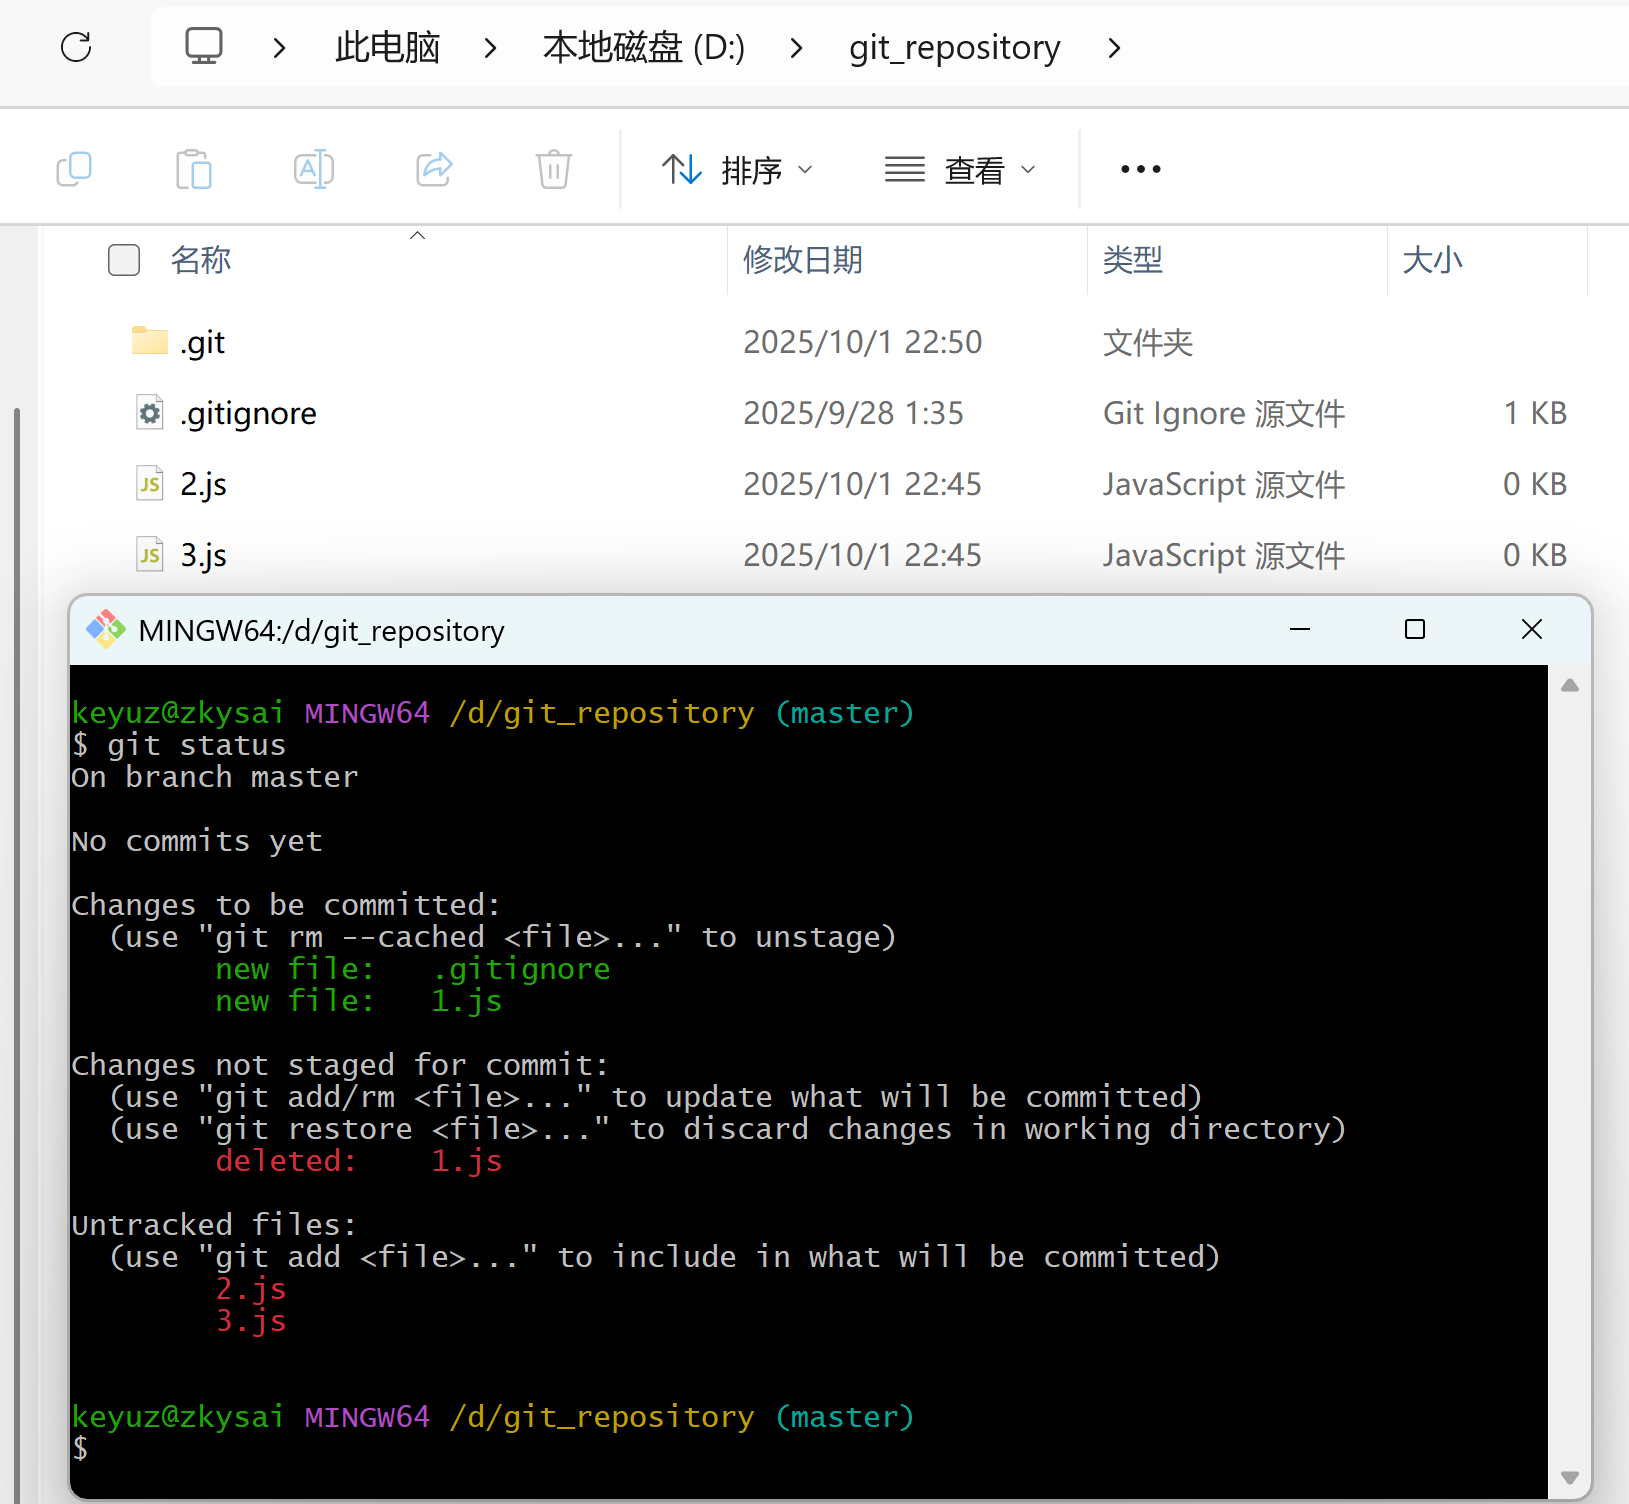 此电脑 本地磁盘 (D:) git_repository
排序 查看
名称 修改日期 类型 大小
.git 2025/10/1 22:50 文件夹
.gitignore 2025/9/28 1:35 Git Ignore 源文件 1 KB
2.js 2025/10/1 22:45 JavaScript 源文件 0 KB
3.js 2025/10/1 22:45 JavaScript 源文件 0 KB
MINGW64:/d/git_repository
keyuz@zkysai MINGW64 /d/git_repository (master)
$ git status
On branch master
No commits yet
Changes to be committed:
  (use "git rm --cached <file>..." to unstage)
        new file:   .gitignore
        new file:   1.js
Changes not staged for commit:
  (use "git add/rm <file>..." to update what will be committed)
  (use "git restore <file>..." to discard changes in working directory)
        deleted:    1.js
Untracked files:
  (use "git add <file>..." to include in what will be committed)
        2.js
        3.js
keyuz@zkysai MINGW64 /d/git_repository (master)
$